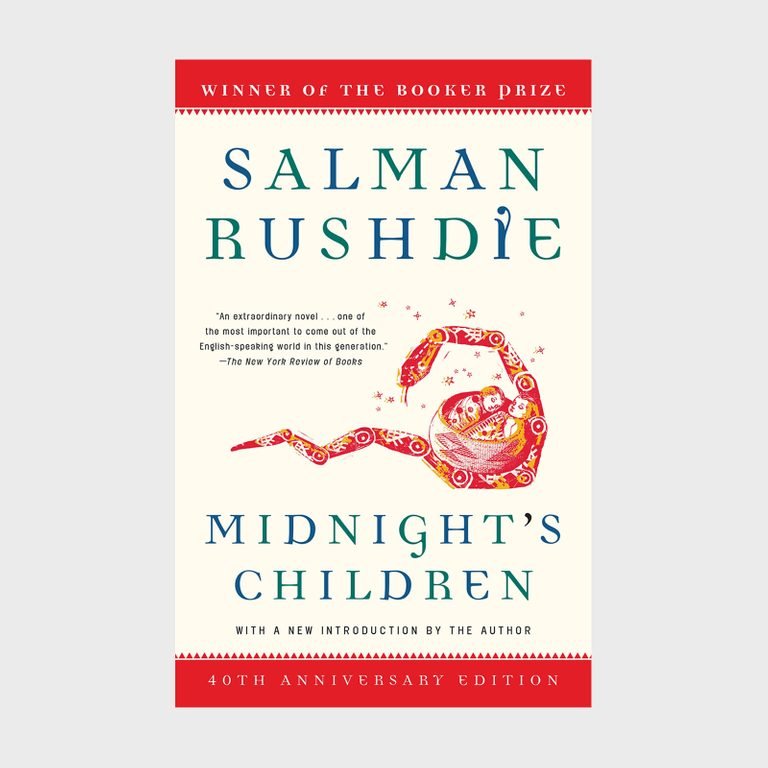 WINNER OF THE BOOKER PRIZE
SALMAN
RUSHDIE
"An extraordinary novel . . . one of
the most important to come out of the
English-speaking world in this generation."
—The New York Review of Books
MIDNIGHT'S
CHILDREN
WITH A NEW INTRODUCTION BY THE AUTHOR
40TH ANNIVERSARY EDITION